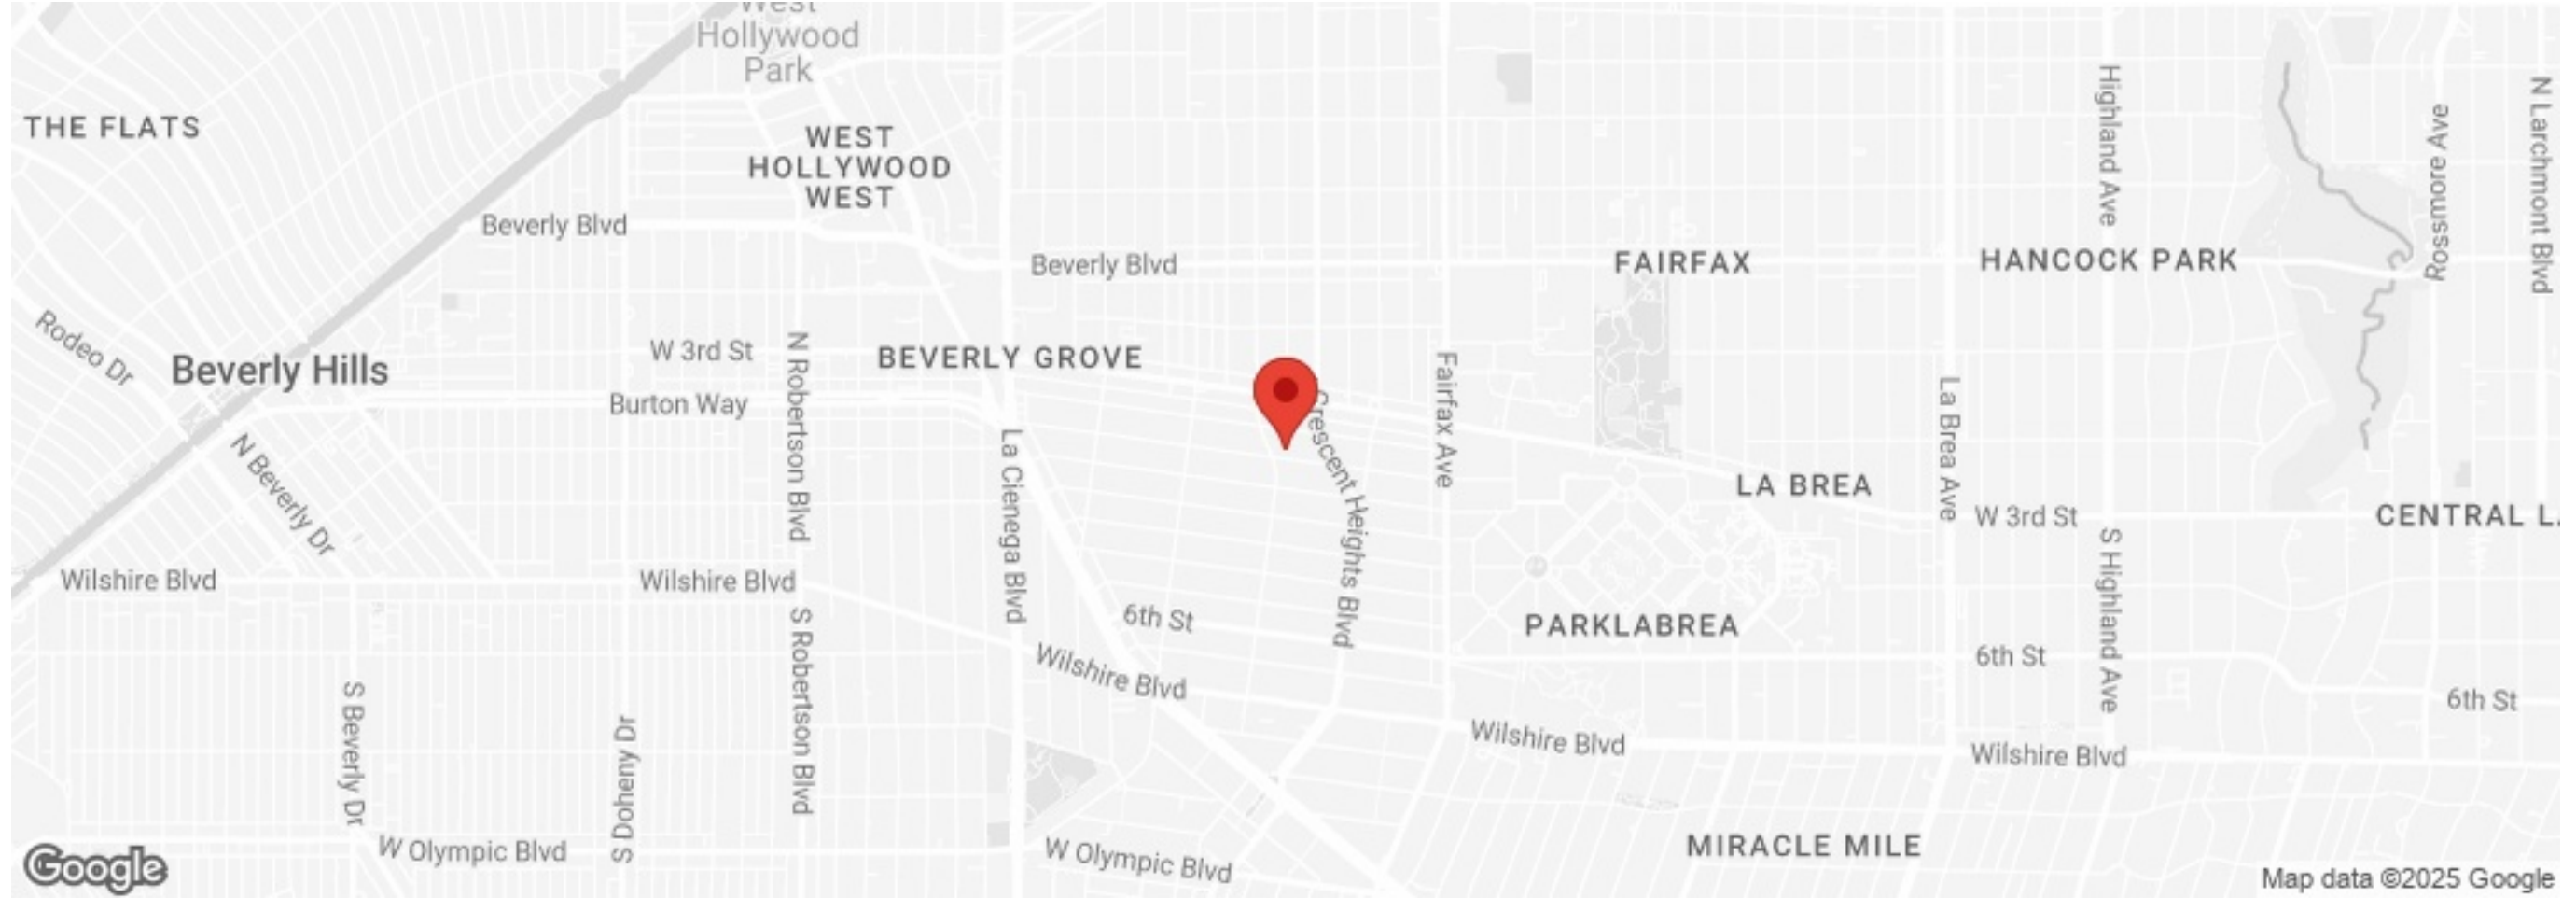 West
Hollywood
Park
THE FLATS
WEST
HOLLYWOOD
WEST
Beverly Blvd
Beverly Blvd
FAIRFAX
HANCOCK PARK
Highland Ave
Rossmore Ave
N Larchmont Blvd
Rodeo Dr
Beverly Hills
W 3rd St
N Robertson Blvd
BEVERLY GROVE
Burton Way
Fairfax Ave
Crescent Heights Blvd
La Cienega Blvd
La Brea Ave
LA BREA
W 3rd St
CENTRAL L
N Beverly Dr
Wilshire Blvd
Wilshire Blvd
S Highland Ave
6th St
PARKLABREA
Wilshire Blvd
6th St
6th St
S Robertson Blvd
S Beverly Dr
S Doheny Dr
Wilshire Blvd
Wilshire Blvd
W Olympic Blvd
W Olympic Blvd
MIRACLE MILE
Google
Map data ©2025 Google